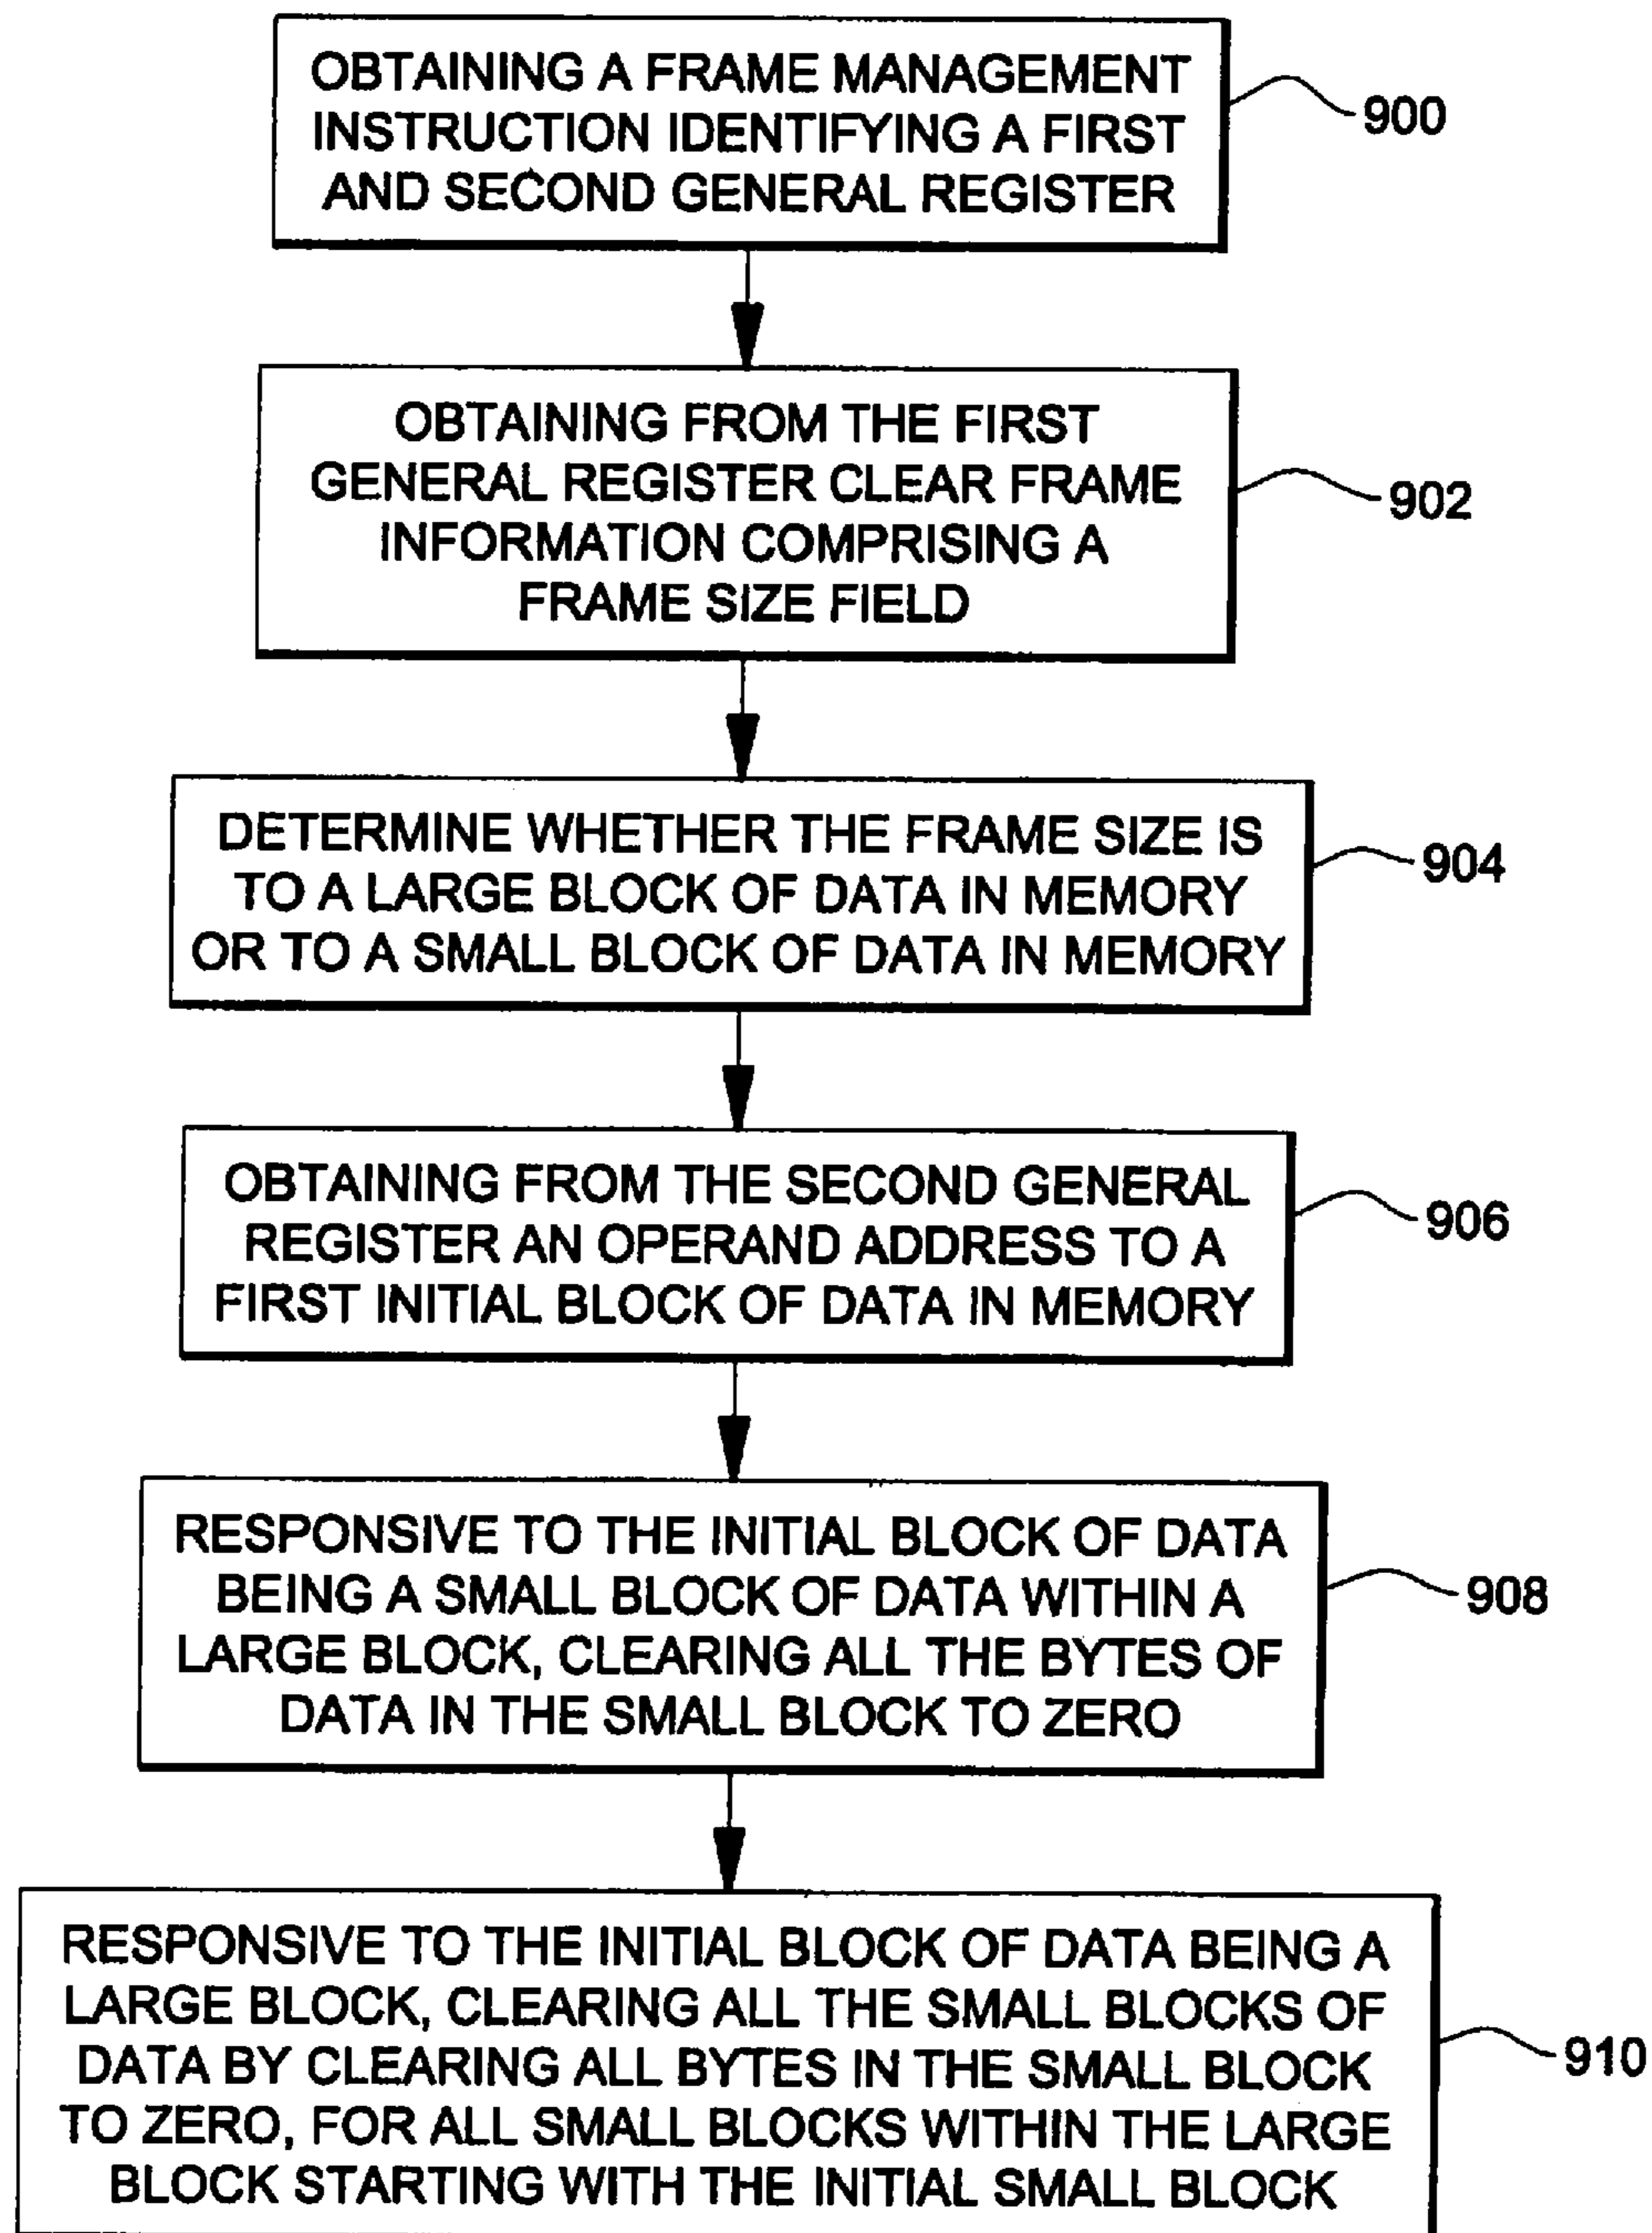 OBTAINING A FRAME MANAGEMENT
INSTRUCTION IDENTIFYING A FIRST
AND SECOND GENERAL REGISTER
900
OBTAINING FROM THE FIRST
GENERAL REGISTER CLEAR FRAME
INFORMATION COMPRISING A
FRAME SIZE FIELD
902
DETERMINE WHETHER THE FRAME SIZE IS
TO A LARGE BLOCK OF DATA IN MEMORY
OR TO A SMALL BLOCK OF DATA IN MEMORY
904
OBTAINING FROM THE SECOND GENERAL
REGISTER AN OPERAND ADDRESS TO A
FIRST INITIAL BLOCK OF DATA IN MEMORY
906
RESPONSIVE TO THE INITIAL BLOCK OF DATA
BEING A SMALL BLOCK OF DATA WITHIN A
LARGE BLOCK, CLEARING ALL THE BYTES OF
DATA IN THE SMALL BLOCK TO ZERO
908
RESPONSIVE TO THE INITIAL BLOCK OF DATA BEING A
LARGE BLOCK, CLEARING ALL THE SMALL BLOCKS OF
DATA BY CLEARING ALL BYTES IN THE SMALL BLOCK
TO ZERO, FOR ALL SMALL BLOCKS WITHIN THE LARGE
BLOCK STARTING WITH THE INITIAL SMALL BLOCK
910